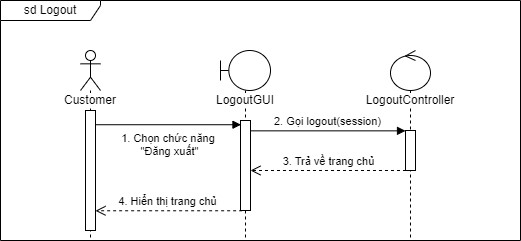 sd Logout
Customer
LogoutGUI
LogoutController
1. Chọn chức năng
"Đăng xuất"
2. Gọi logout(session)
3. Trả về trang chủ
4. Hiển thị trang chủ